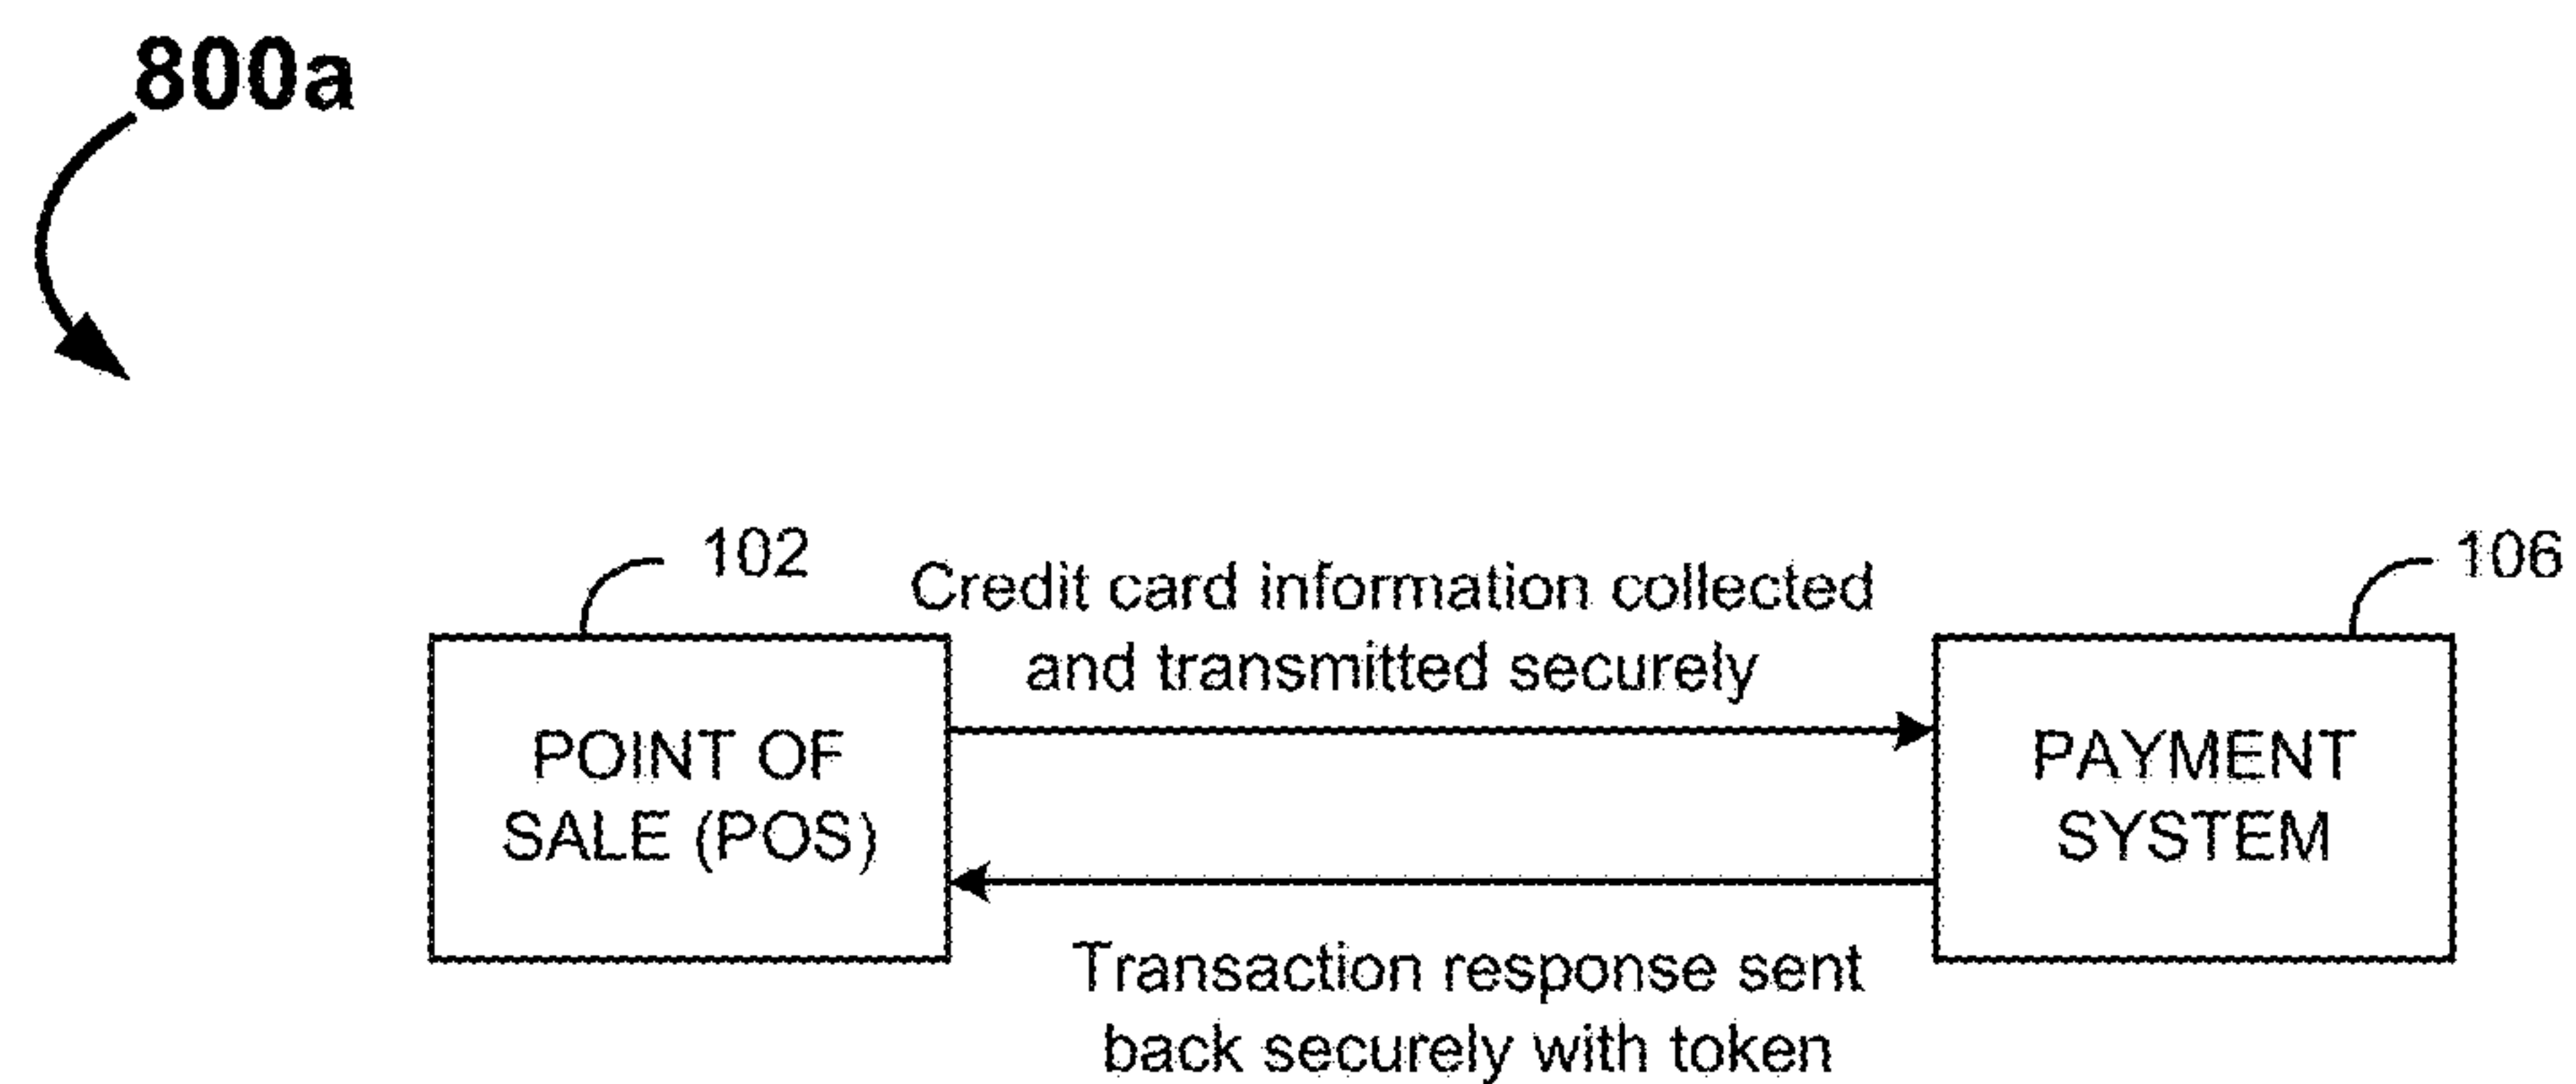 800a
102
106
Credit card information collected
and transmitted securely
POINT OF
SALE (POS)
PAYMENT
SYSTEM
Transaction response sent
back securely with token